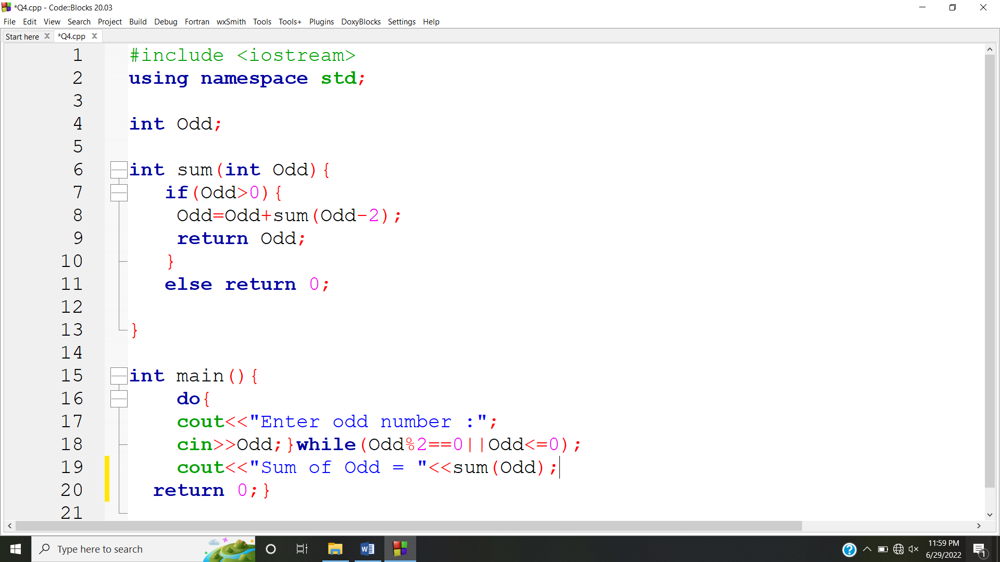 *Q4.cpp - Code::Blocks 20.03
File Edit View Search Project Build Debug Fortran wxSmith Tools Tools+ Plugins DoxyBlocks Settings Help
Start here X *Q4.cpp X
1 #include <iostream>
2 using namespace std;
3
4 int Odd;
5
6 int sum(int Odd){
7 if(Odd>0){
8 Odd=Odd+sum(Odd-2);
9 return Odd;
10 }
11 else return 0;
12
13 }
14
15 int main(){
16 do{
17 cout<<"Enter odd number :";
18 cin>>Odd;}while(Odd%2==0||Odd<=0);
19 cout<<"Sum of Odd = "<<sum(Odd);
20 return 0;}
21
Type here to search
11:59 PM
6/29/2022
1